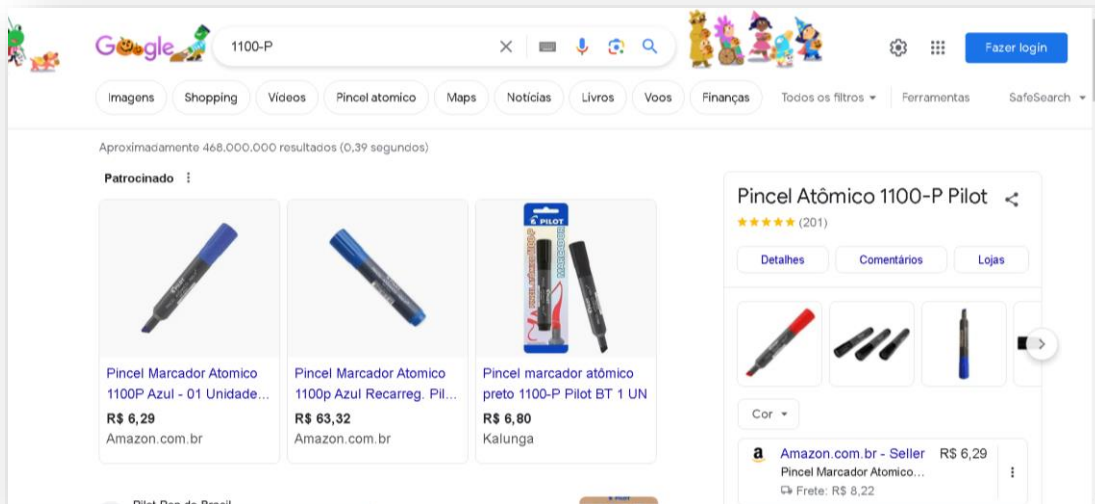 Google
1100-P
Fazer login
Imagens
Shopping
Vídeos
Pincel atomico
Maps
Notícias
Livros
Voos
Finanças
Todos os filtros
Ferramentas
SafeSearch
Aproximadamente 468.000.000 resultados (0,39 segundos)
Patrocinado
PILOT
Pincel Marcador Atomico
1100P Azul - 01 Unidade...
R$ 6,29
Amazon.com.br
Pincel Marcador Atomico
1100p Azul Recarreg. Pil...
R$ 63,32
Amazon.com.br
Pincel marcador atômico
preto 1100-P Pilot BT 1 UN
R$ 6,80
Kalunga
Pilot Pen do Brasil
Pincel Atômico 1100-P Pilot
(201)
Detalhes
Comentários
Lojas
Cor
a
Amazon.com.br - Seller
R$ 6,29
Pincel Marcador Atomico...
Frete: R$ 8,22